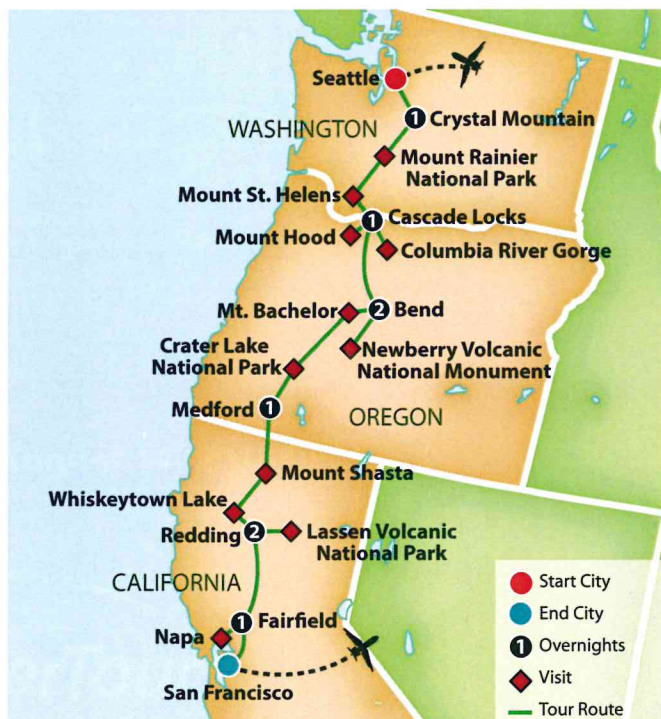 Seattle
1
Crystal Mountain
WASHINGTON
Mount Rainier
National Park
Mount St. Helens
1
Cascade Locks
Mount Hood
Columbia River Gorge
Mt. Bachelor
2
Bend
Crater Lake
National Park
Newberry Volcanic
National Monument
Medford
1
OREGON
Mount Shasta
Whiskeytown Lake
Redding
2
Lassen Volcanic
National Park
CALIFORNIA
1
Fairfield
Napa
San Francisco
Start City
End City
1 Overnights
Visit
Tour Route